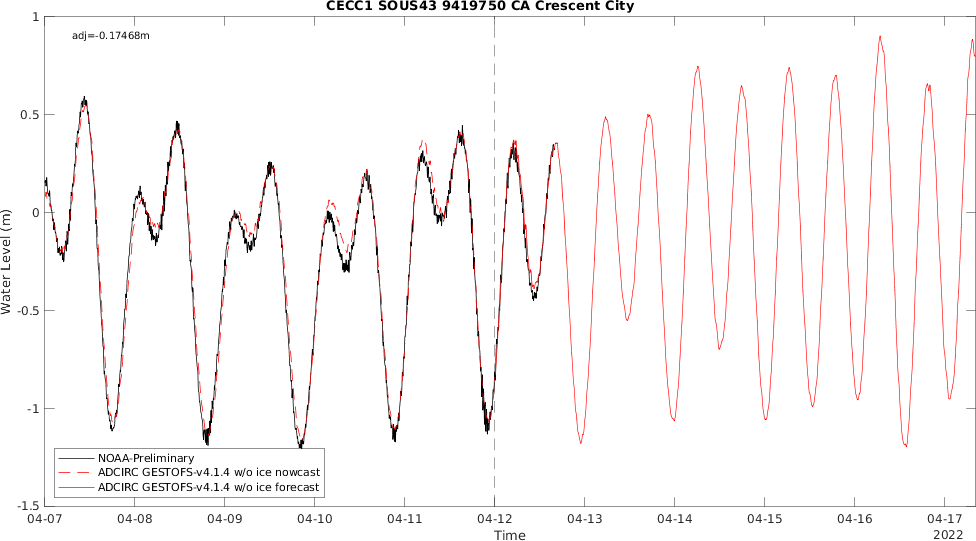 CECC1 SOUS43 9419750 CA Crescent City
adj=-0.17468m
1
0.5
0
-0.5
-1
-1.5
Water Level (m)
NOAA-Preliminary
ADCIRC GESTOFS-v4.1.4 w/o ice nowcast
ADCIRC GESTOFS-v4.1.4 w/o ice forecast
04-07 04-08 04-09 04-10 04-11 04-12 04-13 04-14 04-15 04-16 04-17
Time
2022